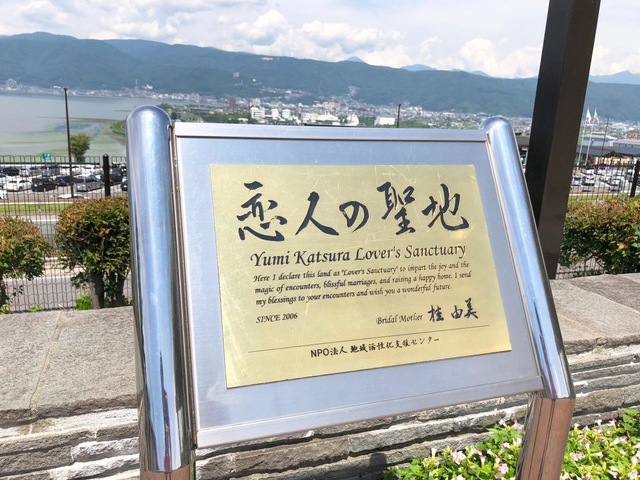 恋人の聖地
Yumi Katsura Lover's Sanctuary
Here I declare this land as 'Lover's Sanctuary' to impart the joy and the
magic of encounters, blissful marriages, and raising a happy home. I send
my blessings to your encounters and wish you a wonderful future.
SINCE 2006
Bridal Mother 桂 由美
NPO法人 地域活性化支援センター